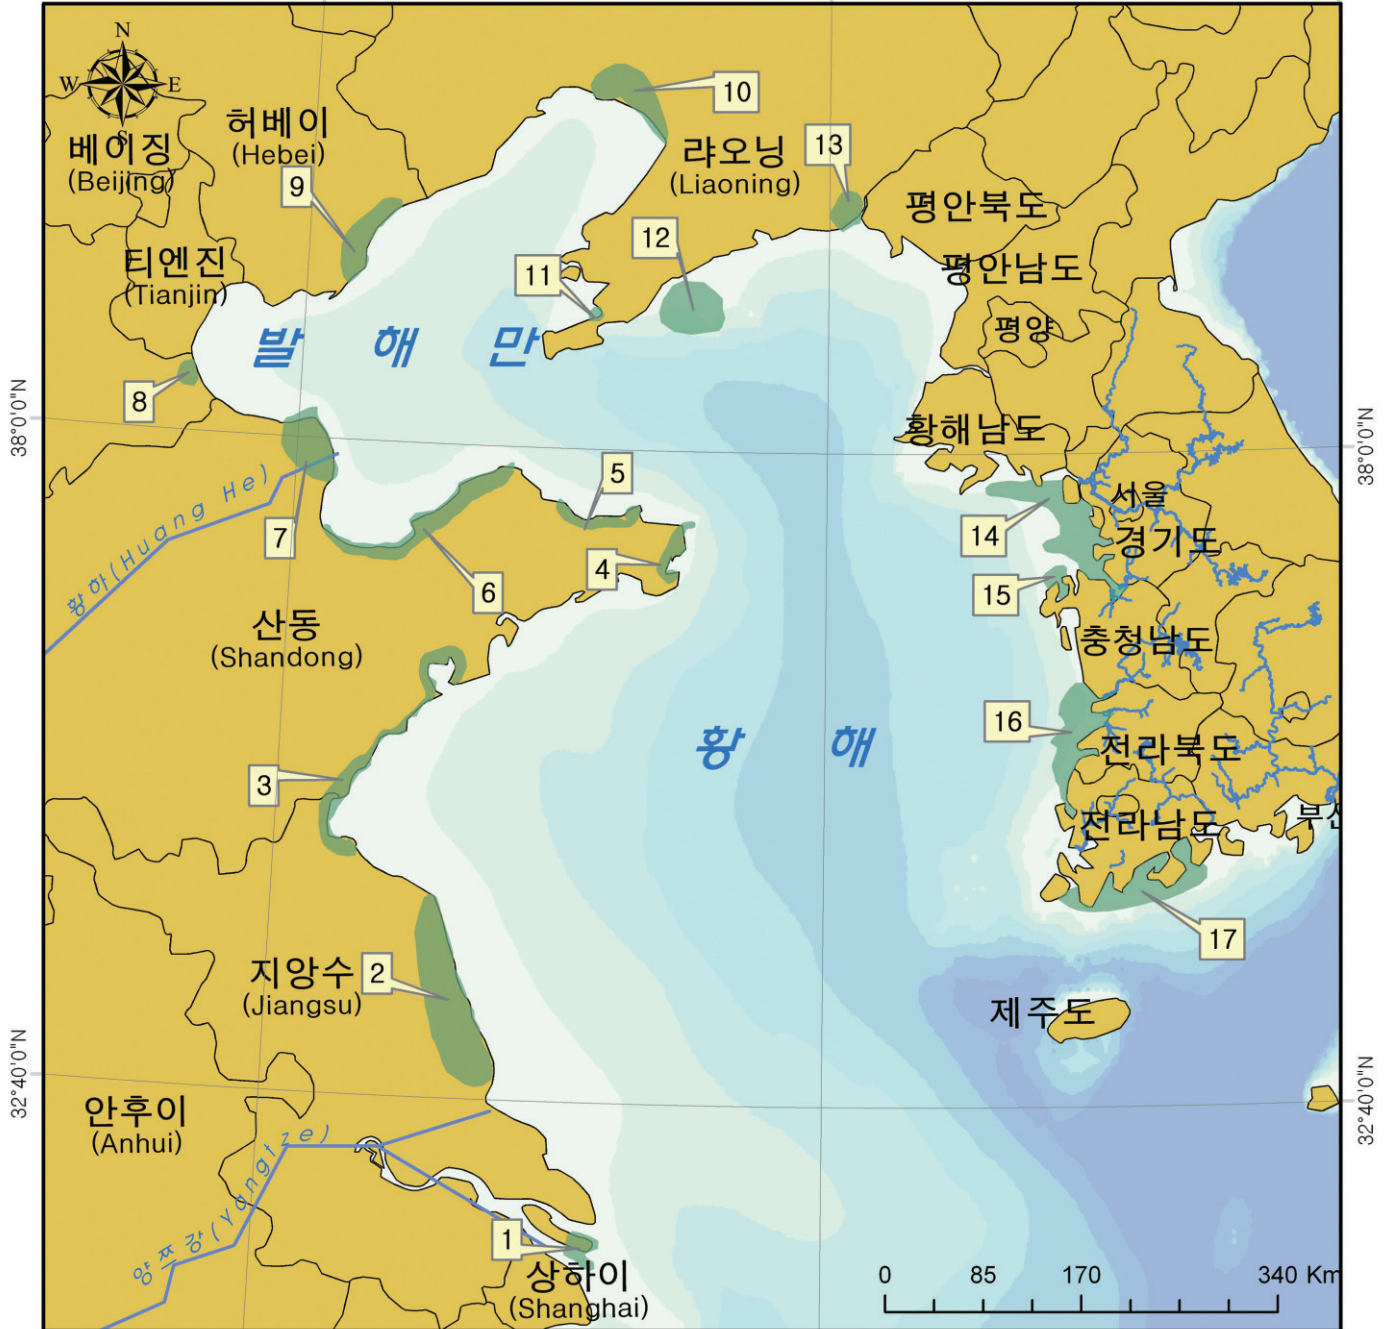 N
W E
S
10
허베이
(Hebei)
베이징
(Beijing)
랴오닝
(Liaoning)
13
9
평안북도
12
티엔진
(Tianjin)
평안남도
11
발 해 만
평양
8
38°0'0"N
38°0'0"N
황해남도
5
서울
황하(Huang He)
7
14
경기도
4
6
15
산동
(Shandong)
충청남도
16
황 해
전라북도
3
전라남도
부산
17
지앙수
(Jiangsu)
2
제주도
32°40'0"N
32°40'0"N
안후이
(Anhui)
양쯔강(Yangtze)
1
상하이
(Shanghai)
0 85 170 340 Km